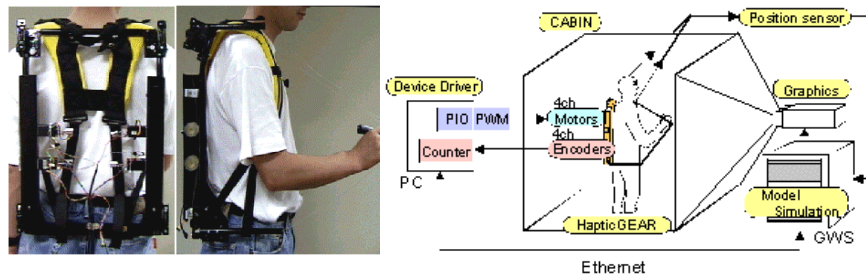 CABIN
Position sensor
Device Driver
Graphics
4ch
PIO PWM
Motors
4ch
Counter
Encoders
PC
Model
Simulation
HapticGEAR
GWS
Ethernet